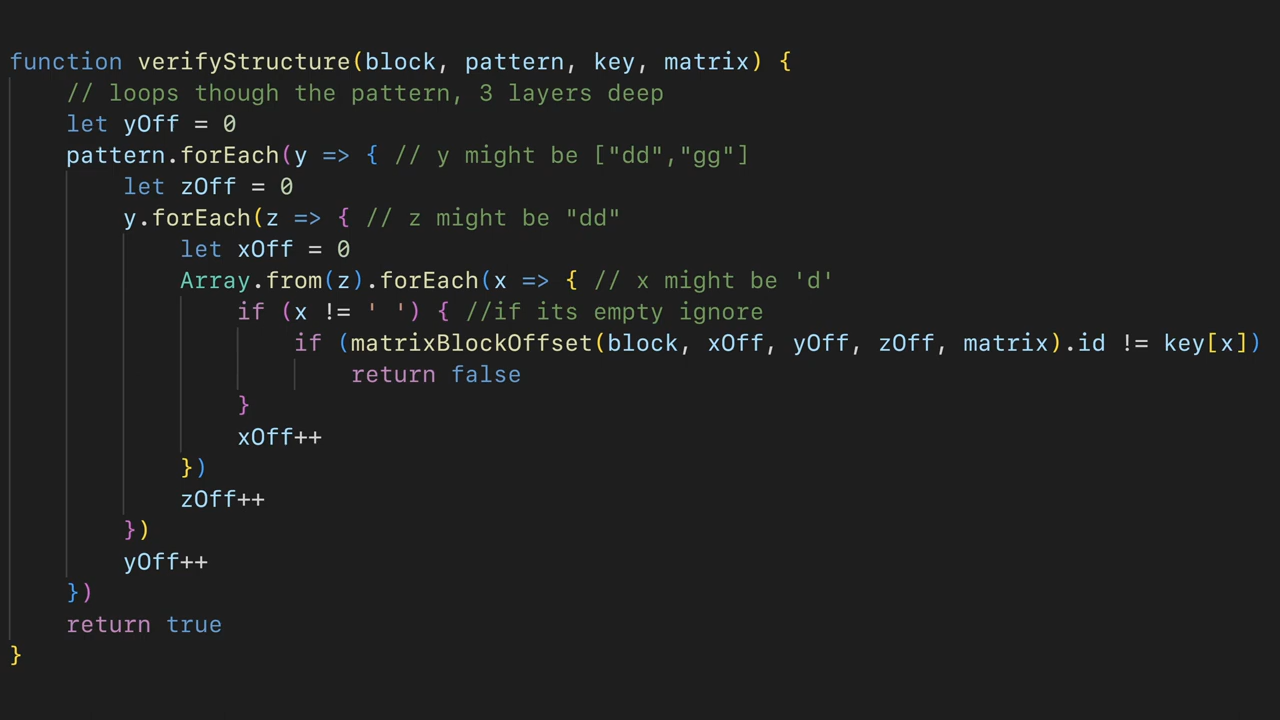 function verifyStructure(block, pattern, key, matrix) {
    // loops though the pattern, 3 layers deep
    let yOff = 0
    pattern.forEach(y => { // y might be ["dd","gg"]
        let zOff = 0
        y.forEach(z => { // z might be "dd"
            let xOff = 0
            Array.from(z).forEach(x => { // x might be 'd'
                if (x != ' ') { //if its empty ignore
                    if (matrixBlockOffset(block, xOff, yOff, zOff, matrix).id != key[x])
                        return false
                }
                xOff++
            })
            zOff++
        })
        yOff++
    })
    return true
}